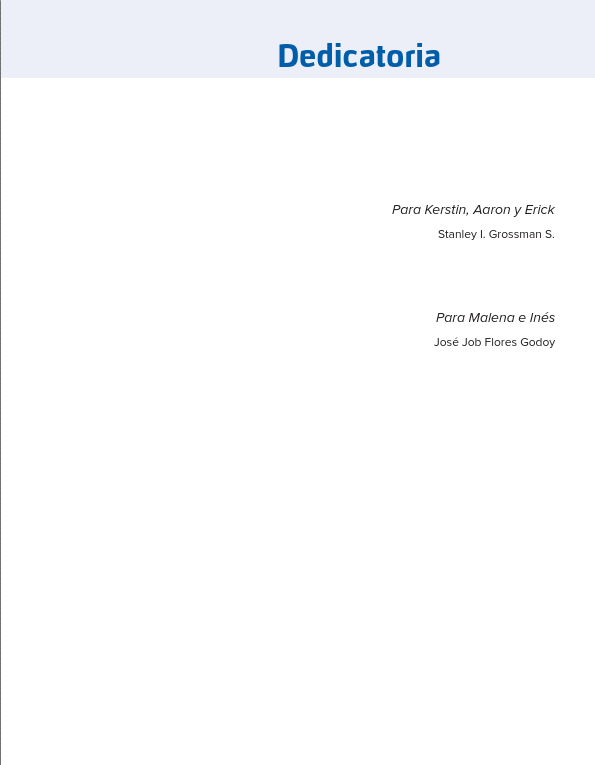 Dedicatoria
Para Kerstin, Aaron y Erick
Stanley I. Grossman S.
Para Malena e Inés
José Job Flores Godoy